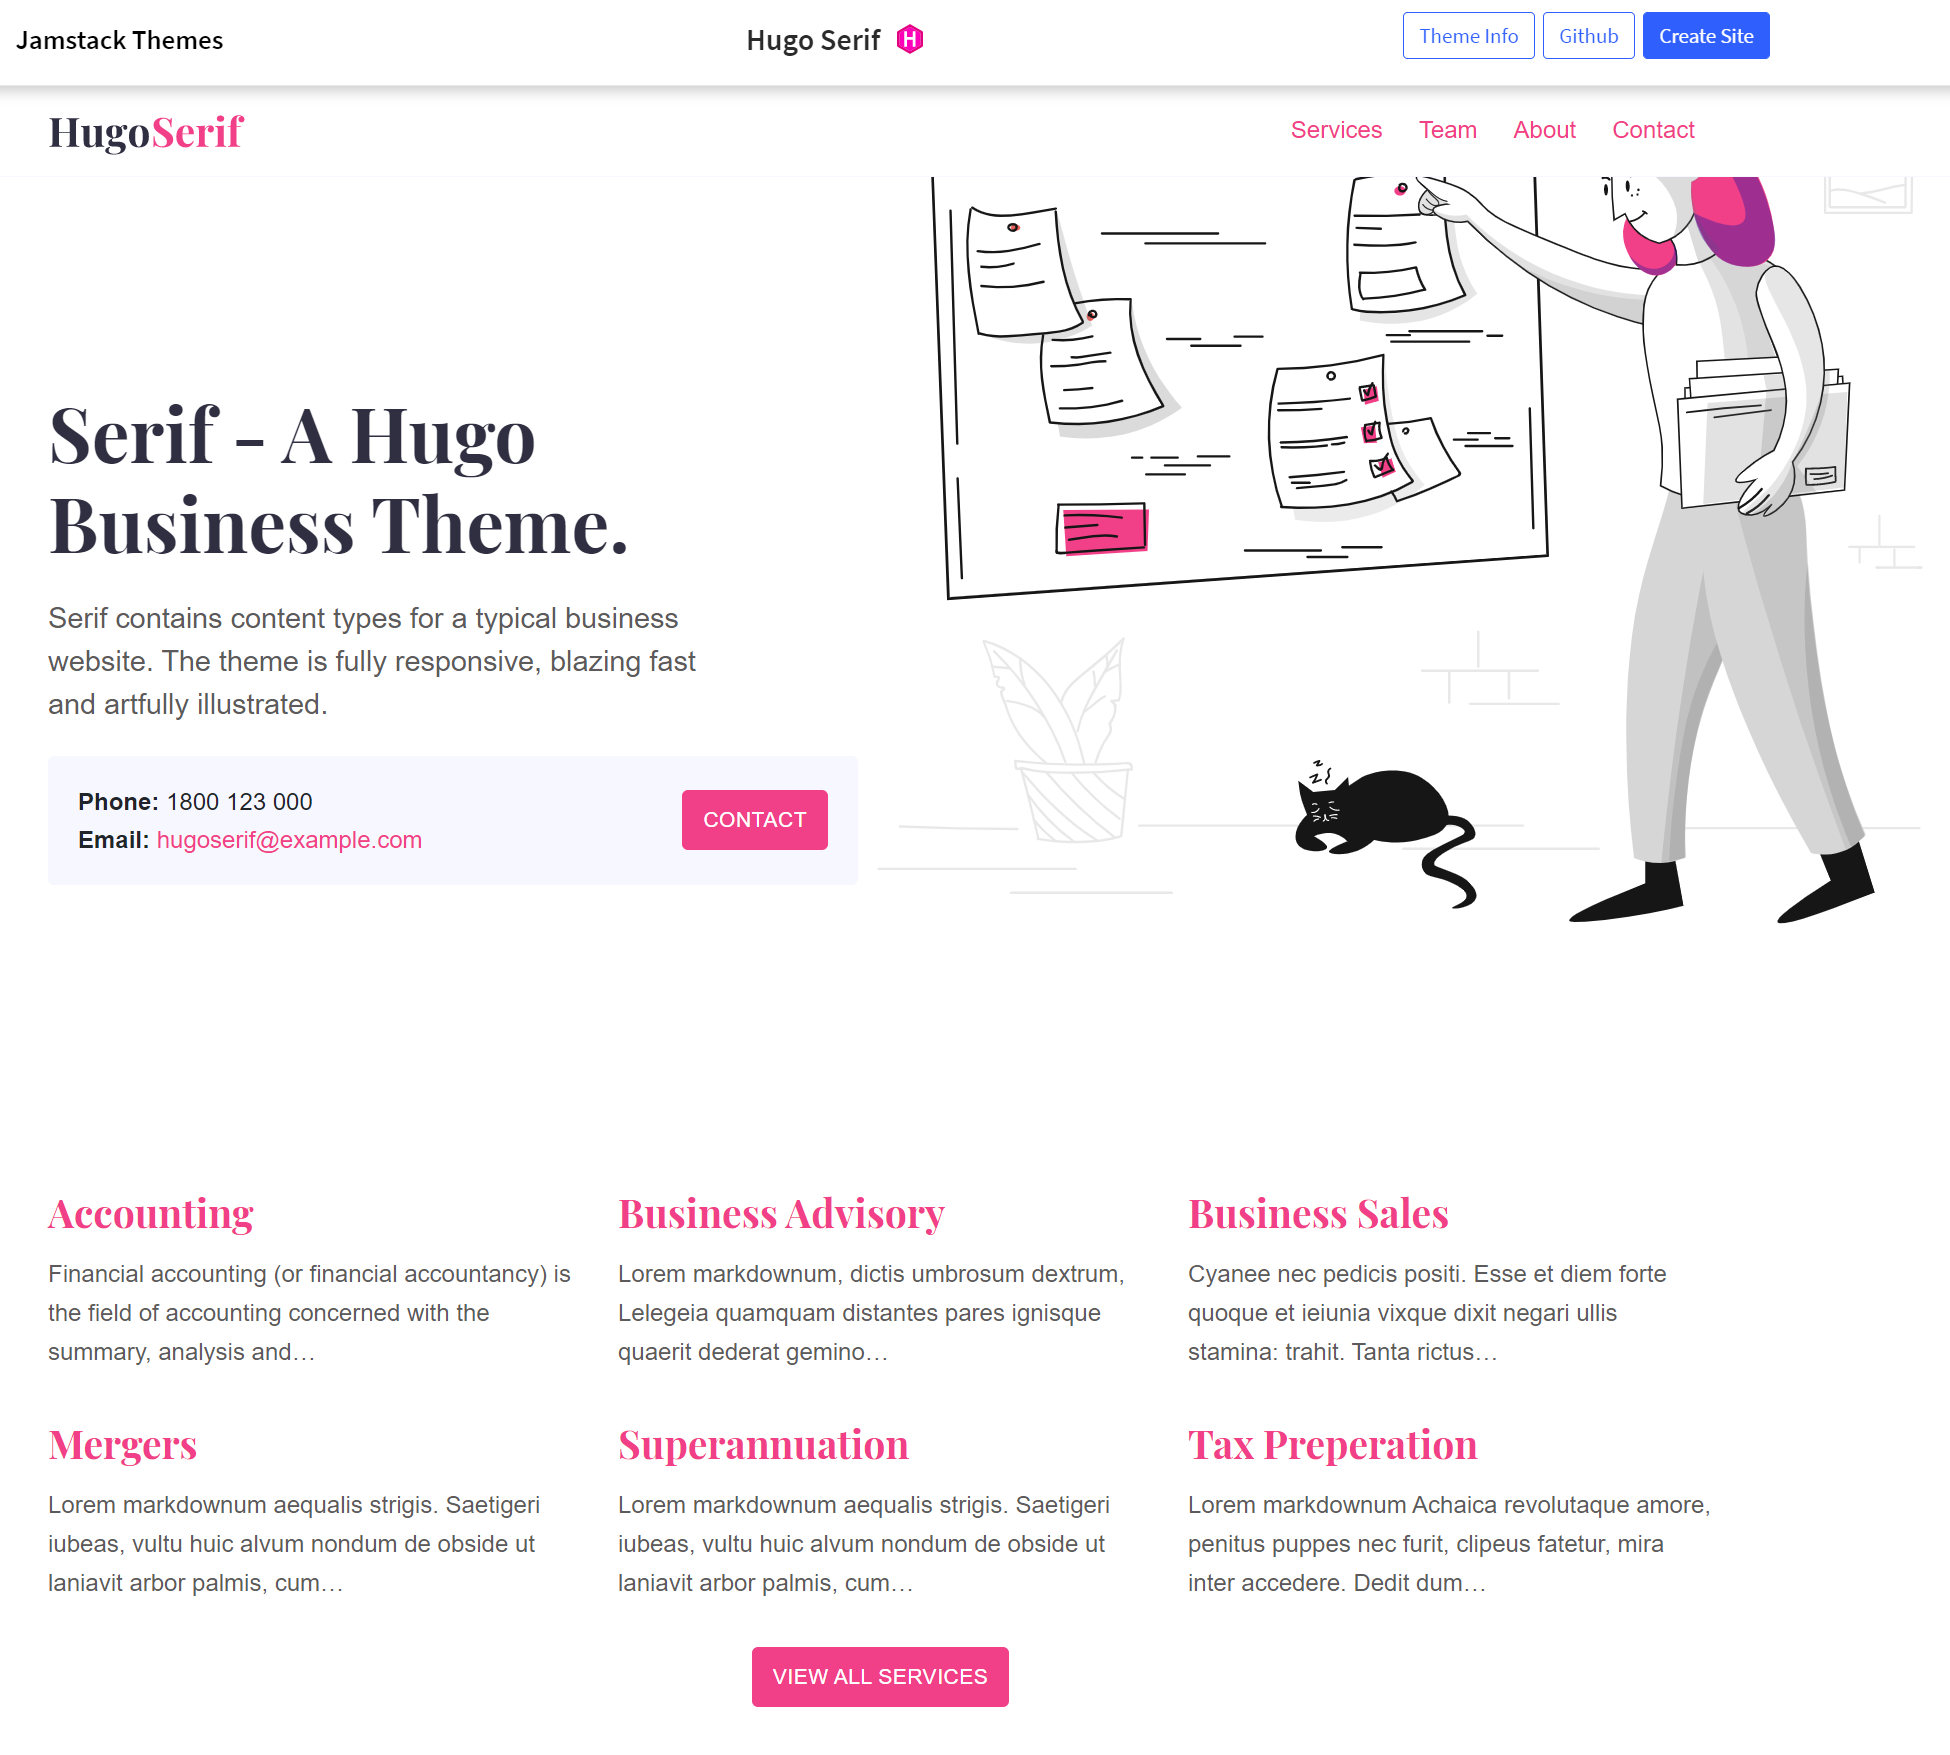 Jamstack Themes
Hugo Serif H
Theme Info Github Create Site
HugoSerif
Services Team About Contact
Serif - A Hugo
Business Theme.
Serif contains content types for a typical business
website. The theme is fully responsive, blazing fast
and artfully illustrated.
Phone: 1800 123 000
Email: hugoserif@example.com
CONTACT
z
z
Accounting
Financial accounting (or financial accountancy) is
the field of accounting concerned with the
summary, analysis and…
Business Advisory
Lorem markdownum, dictis umbrosum dextrum,
Lelegeia quamquam distantes pares ignisque
quaerit dederat gemino…
Business Sales
Cyanee nec pedicis positi. Esse et diem forte
quoque et ieiunia vixque dixit negari ullis
stamina: trahit. Tanta rictus…
Mergers
Lorem markdownum aequalis strigis. Saetigeri
iubeas, vultu huic alvum nondum de obside ut
laniavit arbor palmis, cum…
Superannuation
Lorem markdownum aequalis strigis. Saetigeri
iubeas, vultu huic alvum nondum de obside ut
laniavit arbor palmis, cum…
Tax Preperation
Lorem markdownum Achaica revolutaque amore,
penitus puppes nec furit, clipeus fatetur, mira
inter accedere. Dedit dum…
VIEW ALL SERVICES